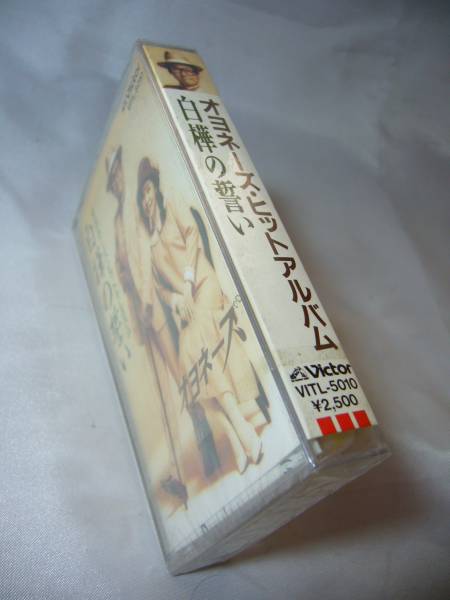 オヨネーズ・ヒットアルバム
白樺の誓い
Victor
VITL-5010
¥2,500
白樺の誓い
オヨネーズ